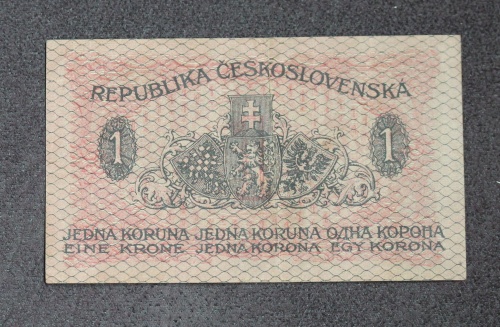 REPUBLIKA ČESKOSLOVENSKÁ
1 1
JEDNA KORUNA JEDNA KORUNA ОДНА КОРОНА
EINE KRONE JEDNA KORONA EGY KORONA